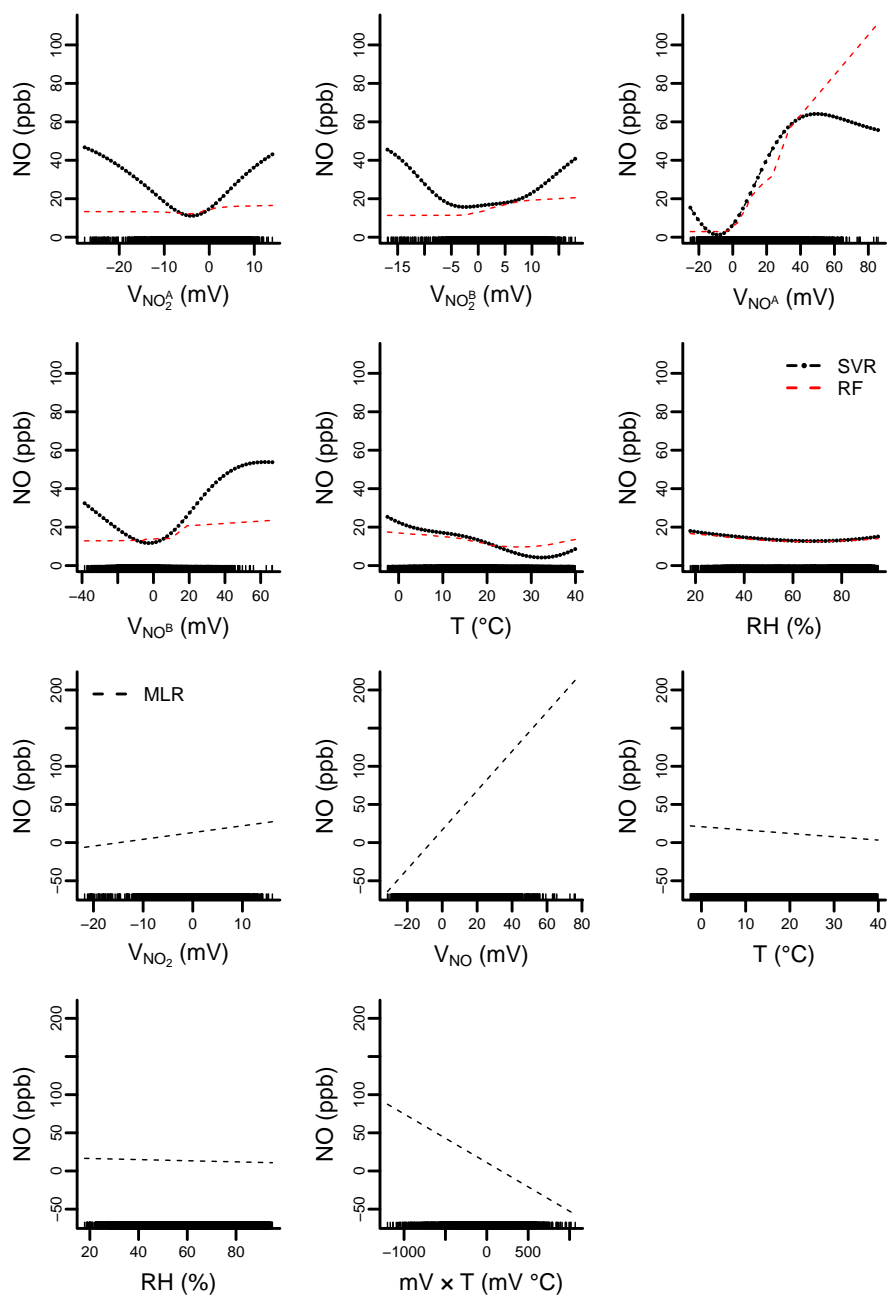 NO (ppb)
0 20 40 60 80 100
−20 −10 0 10
V_NO₂ᴬ (mV)
NO (ppb)
0 20 40 60 80 100
−15 −5 0 5 10
V_NO₂ᴮ (mV)
NO (ppb)
0 20 40 60 80 100
−20 0 20 40 60 80
V_NOᴬ (mV)
NO (ppb)
0 20 40 60 80 100
−40 −20 0 20 40 60
V_NOᴮ (mV)
NO (ppb)
0 20 40 60 80 100
0 10 20 30 40
T (°C)
NO (ppb)
0 20 40 60 80 100
SVR
RF
20 40 60 80
RH (%)
NO (ppb)
−50 0 50 100 200
MLR
−20 −10 0 10
V_NO₂ (mV)
NO (ppb)
−50 0 50 100 200
−20 0 20 40 60 80
V_NO (mV)
NO (ppb)
−50 0 50 100 200
0 10 20 30 40
T (°C)
NO (ppb)
−50 0 50 100 200
20 40 60 80
RH (%)
NO (ppb)
−50 0 50 100 200
−1000 0 500
mV × T (mV °C)